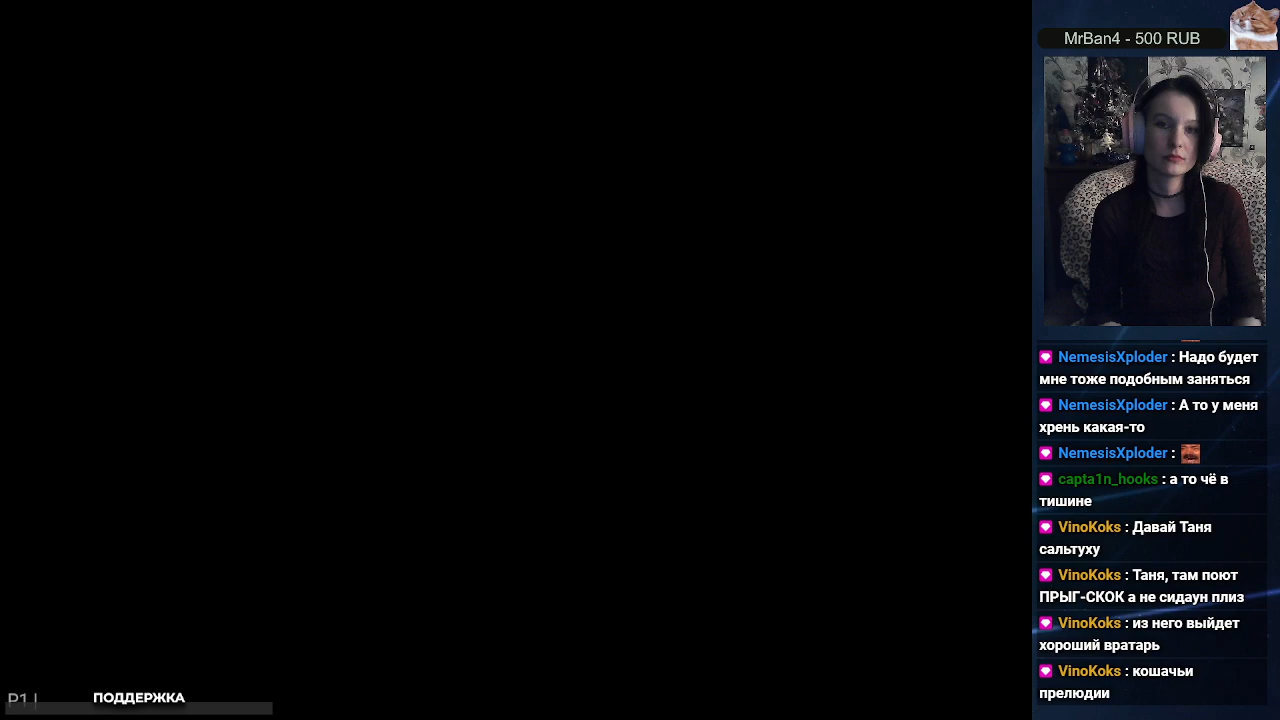 MrBan4 - 500 RUB
NemesisXploder : Надо будет
мне тоже подобным заняться
NemesisXploder : А то у меня
хрень какая-то
NemesisXploder :
capta1n_hooks : а то чё в
тишине
VinoKoks : Давай Таня
сальтуху
VinoKoks : Таня, там поют
ПРЫГ-СКОК а не сидаун плиз
VinoKoks : из него выйдет
хороший вратарь
VinoKoks : кошачьи
прелюдии
P1 |
ПОДДЕРЖКА